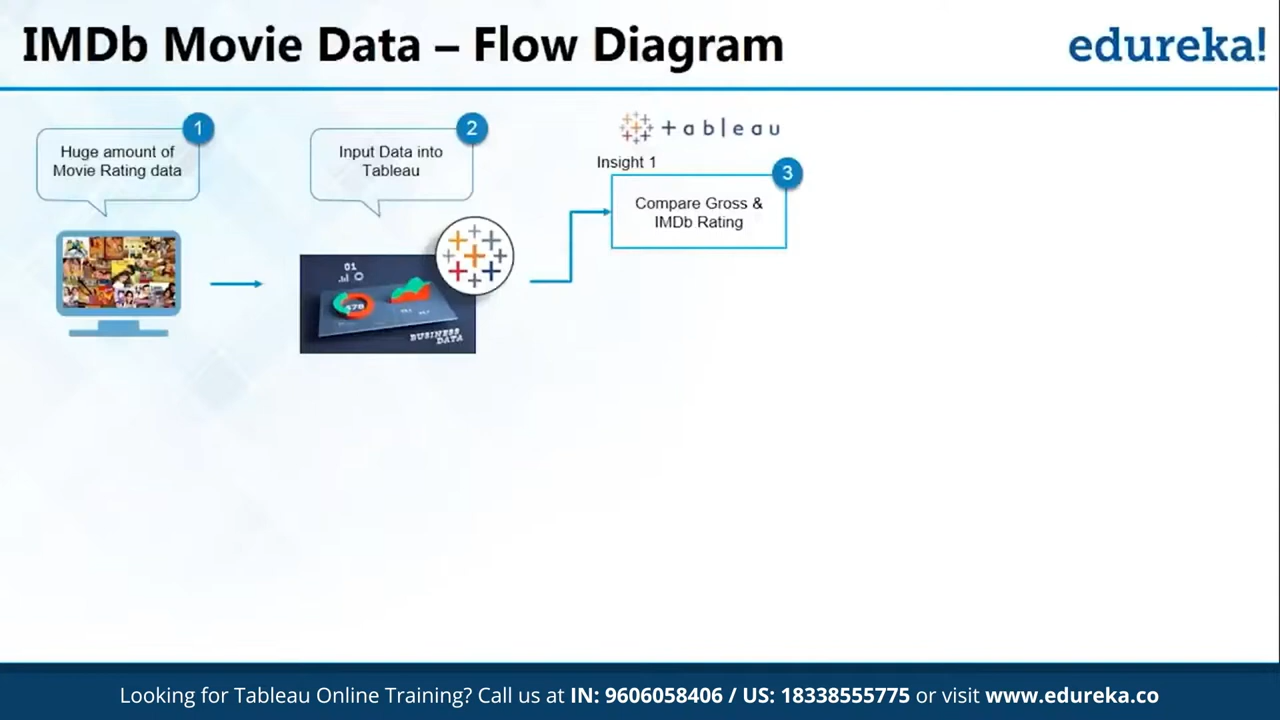 IMDb Movie Data – Flow Diagram
edureka!
1
Huge amount of
Movie Rating data
2
Input Data into
Tableau
+ableau
Insight 1
3
Compare Gross &
IMDb Rating
01
BUSINESS
DATA
Looking for Tableau Online Training? Call us at IN: 9606058406 / US: 18338555775 or visit www.edureka.co